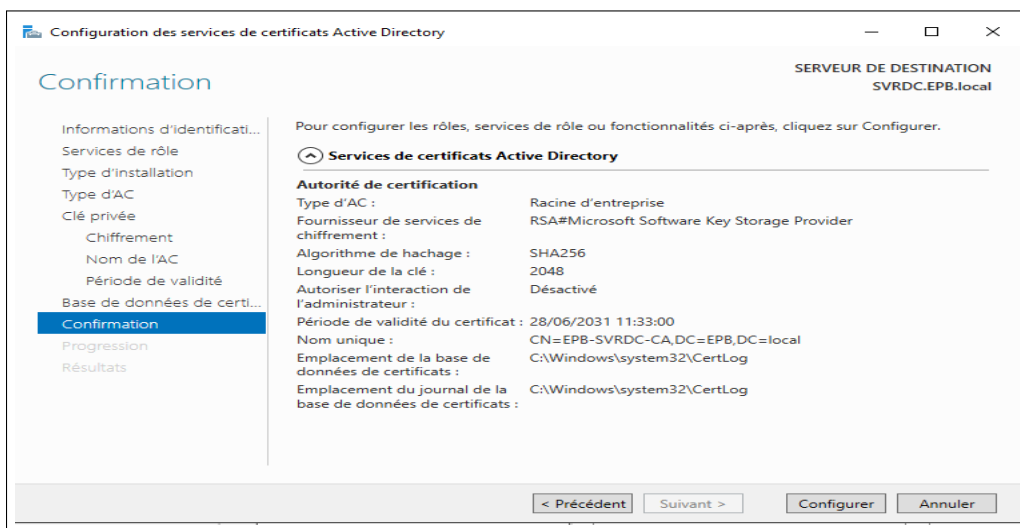 Configuration des services de certificats Active Directory
Confirmation
SERVEUR DE DESTINATION
SVRDC.EPB.local
Informations d'identificati...
Services de rôle
Type d'installation
Type d'AC
Clé privée
Chiffrement
Nom de l'AC
Période de validité
Base de données de certi...
Confirmation
Progression
Résultats
Pour configurer les rôles, services de rôle ou fonctionnalités ci-après, cliquez sur Configurer.
Services de certificats Active Directory
Autorité de certification
Type d'AC : Racine d'entreprise
Fournisseur de services de RSA#Microsoft Software Key Storage Provider
chiffrement :
Algorithme de hachage : SHA256
Longueur de la clé : 2048
Autoriser l'interaction de Désactivé
l'administrateur :
Période de validité du certificat : 28/06/2031 11:33:00
Nom unique : CN=EPB-SVRDC-CA,DC=EPB,DC=local
Emplacement de la base de C:\Windows\system32\CertLog
données de certificats :
Emplacement du journal de la C:\Windows\system32\CertLog
base de données de certificats :
< Précédent Suivant > Configurer Annuler